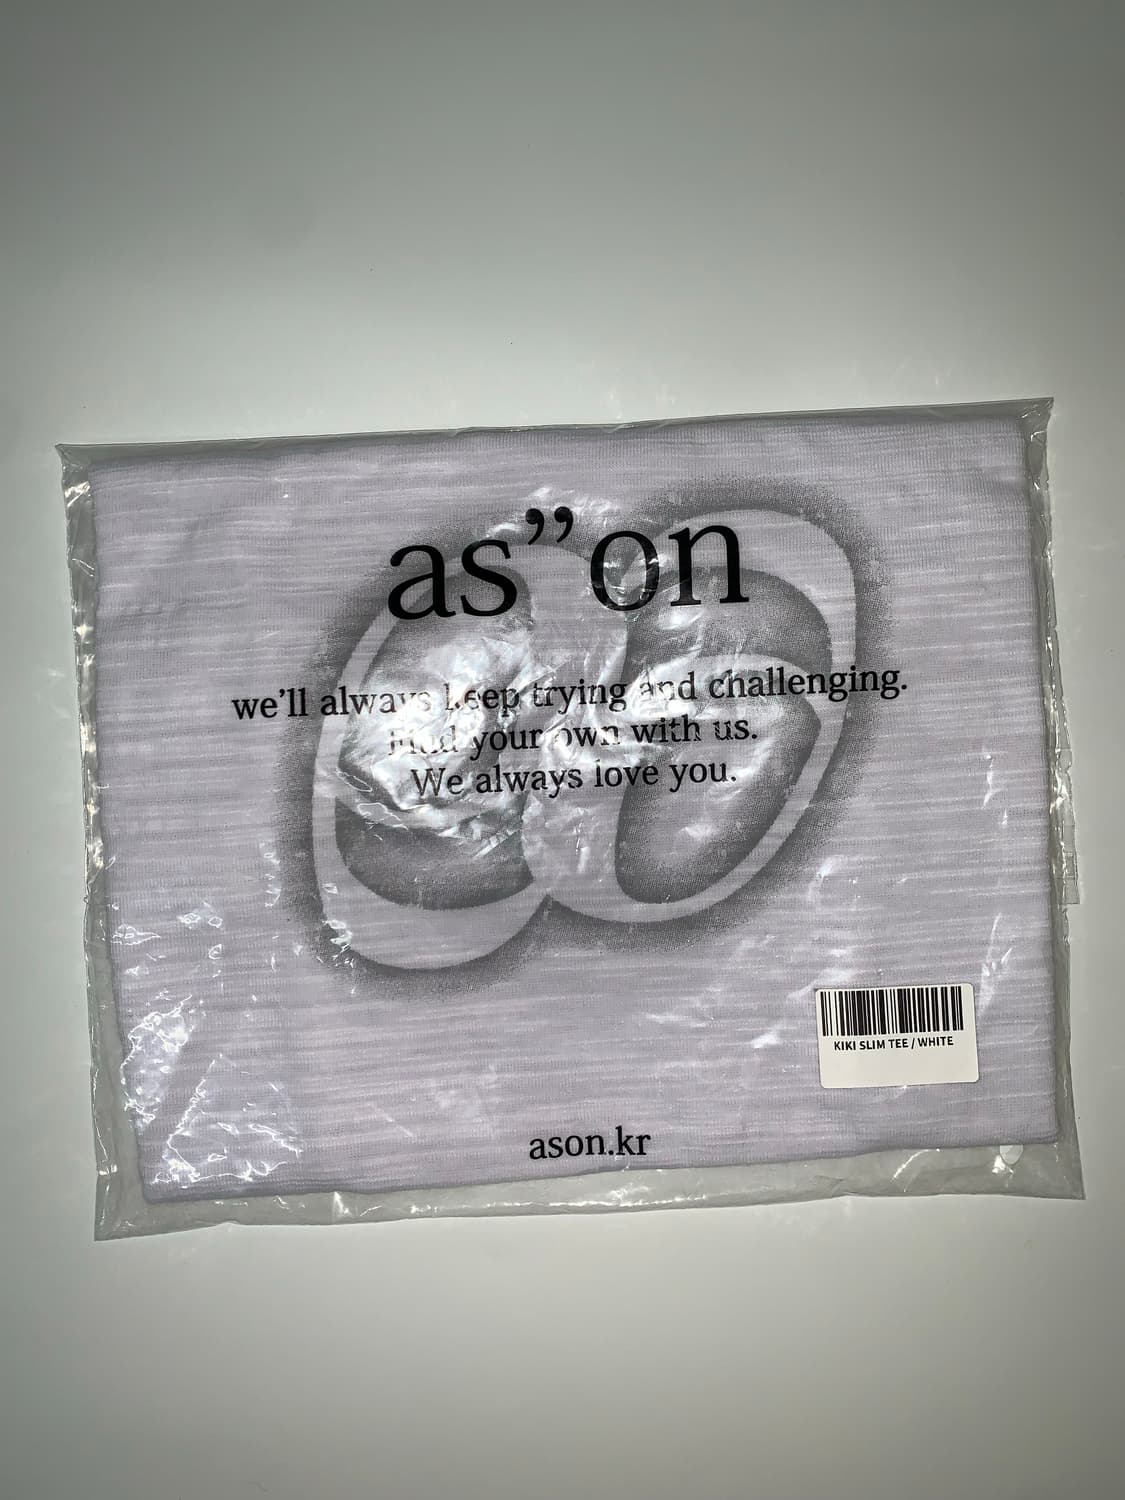 as”on
we’ll always keep trying and challenging.
Find your own with us.
We always love you.
KIKI SLIM TEE / WHITE
ason.kr